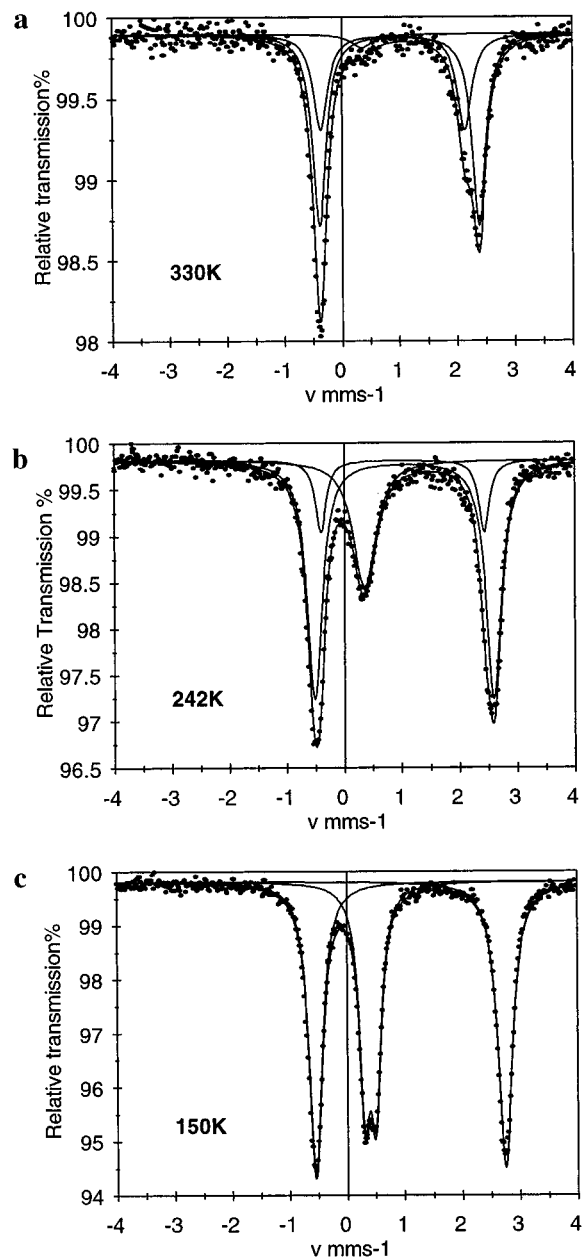 a
100
99.5
99
98.5
98
Relative transmission%
330K
-4 -3 -2 -1 0 1 2 3 4
v mms-1
b
100
99.5
99
98.5
98
97.5
97
96.5
Relative Transmission %
242K
-4 -3 -2 -1 0 1 2 3 4
v mms-1
c
100
99
98
97
96
95
94
Relative transmission%
150K
-4 -3 -2 -1 0 1 2 3 4
v mms-1